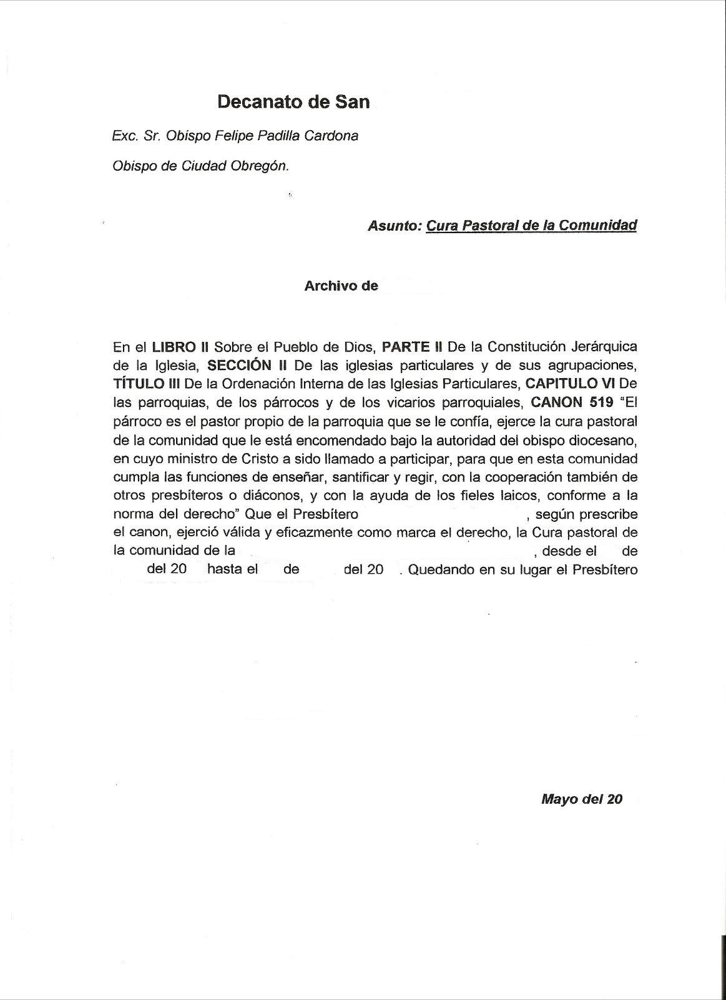 Decanato de San
Exc. Sr. Obispo Felipe Padilla Cardona
Obispo de Ciudad Obregón.
Asunto: Cura Pastoral de la Comunidad
Archivo de
En el LIBRO II Sobre el Pueblo de Dios, PARTE II De la Constitución Jerárquica
de la Iglesia, SECCIÓN II De las iglesias particulares y de sus agrupaciones,
TÍTULO III De la Ordenación Interna de las Iglesias Particulares, CAPITULO VI De
las parroquias, de los párrocos y de los vicarios parroquiales, CANON 519 “El
párroco es el pastor propio de la parroquia que se le confía, ejerce la cura pastoral
de la comunidad que le está encomendado bajo la autoridad del obispo diocesano,
en cuyo ministro de Cristo a sido llamado a participar, para que en esta comunidad
cumpla las funciones de enseñar, santificar y regir, con la cooperación también de
otros presbíteros o diáconos, y con la ayuda de los fieles laicos, conforme a la
norma del derecho” Que el Presbítero , según prescribe
el canon, ejerció válida y eficazmente como marca el derecho, la Cura pastoral de
la comunidad de la , desde el de
del 20 hasta el de del 20 . Quedando en su lugar el Presbítero
Mayo del 20